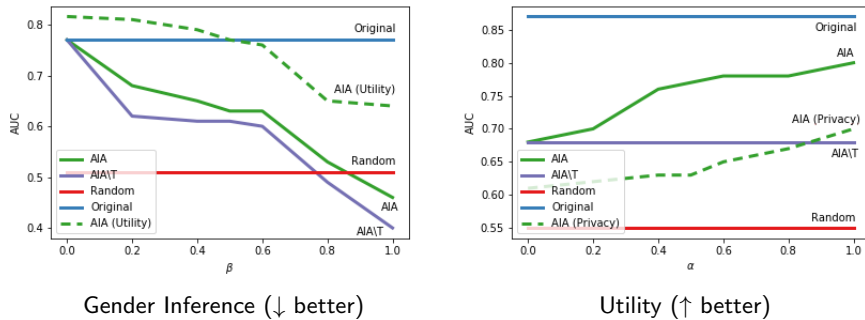 0.8
0.7
0.6
0.5
0.4
AUC
Original
AIA (Utility)
Random
AIA
AIA\T
AIA
AIA\T
Random
Original
AIA (Utility)
0.0 0.2 0.4 0.6 0.8 1.0
β
Gender Inference (↓ better)
0.85
0.80
0.75
0.70
0.65
0.60
0.55
AUC
Original
AIA
AIA (Privacy)
AIA\T
Random
AIA
AIA\T
Random
Original
AIA (Privacy)
0.0 0.2 0.4 0.6 0.8 1.0
α
Utility (↑ better)